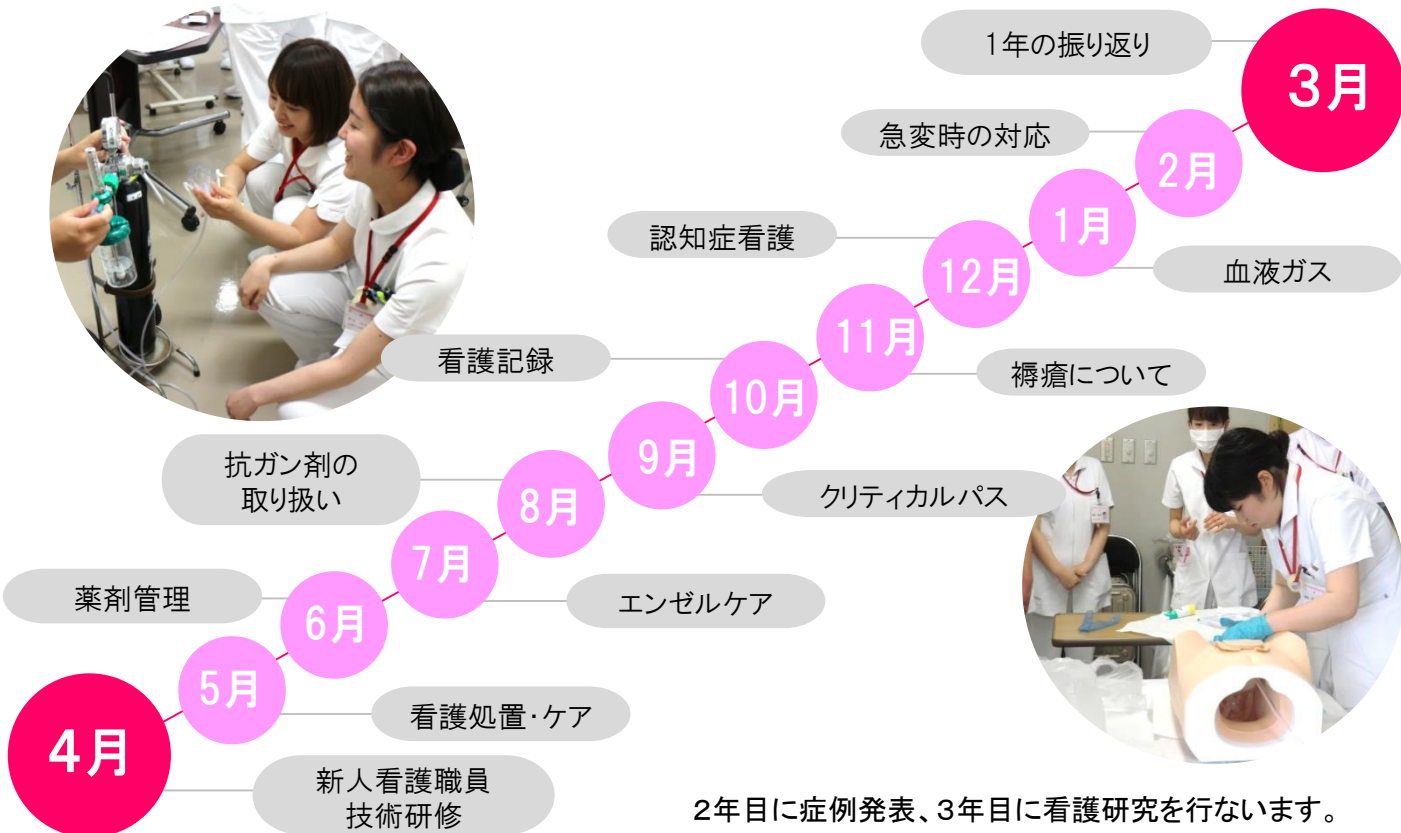 4月
新人看護職員
技術研修
5月
看護処置・ケア
6月
薬剤管理
7月
エンゼルケア
8月
抗ガン剤の
取り扱い
9月
クリティカルパス
10月
看護記録
11月
褥瘡について
12月
認知症看護
1月
血液ガス
2月
急変時の対応
3月
1年の振り返り
2年目に症例発表、3年目に看護研究を行ないます。